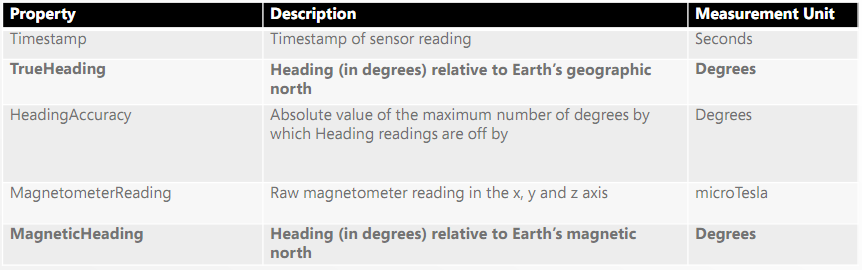 Property Description Measurement Unit
Timestamp Timestamp of sensor reading Seconds
TrueHeading Heading (in degrees) relative to Earth’s geographic Degrees
north
HeadingAccuracy Absolute value of the maximum number of degrees by Degrees
which Heading readings are off by
MagnetometerReading Raw magnetometer reading in the x, y and z axis microTesla
MagneticHeading Heading (in degrees) relative to Earth’s magnetic Degrees
north